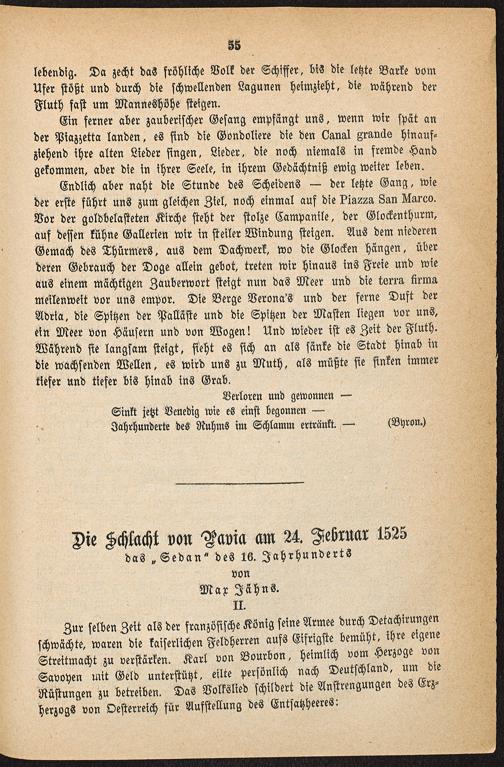 55
lebendig. Da zecht das fröhliche Volk der Schiffer, bis die letzte Barke vom
Ufer stößt und durch die schwellenden Lagunen heimzieht, die während der
Fluth fast um Manneshöhe steigen.
Ein ferner aber zauberischer Gesang empfängt uns, wenn wir spät an
der Piazzetta landen, es sind die Gondoliere die den Canal grande hinauf-
ziehend ihre alten Lieder singen, Lieder, die noch niemals in fremde Hand
gekommen, aber die in ihrer Seele, in ihrem Gedächtniß ewig weiter leben.
Endlich aber naht die Stunde des Scheidens — der letzte Gang, wie
der erste führt uns zum gleichen Ziel, noch einmal auf die Piazza San Marco.
Vor der goldbelasteten Kirche steht der stolze Campanile, der Glockenthurm,
auf dessen kühne Gallerien wir in steiler Windung steigen. Aus dem niederen
Gemach des Thürmers, aus dem Dachwerk, wo die Glocken hängen, über
deren Gebrauch der Doge allein gebot, treten wir hinaus ins Freie und wie
aus einem mächtigen Zauberwort steigt nun das Meer und die terra firma
meilenweit vor uns empor. Die Berge Verona's und der ferne Duft der
Adria, die Spitzen der Palläste und die Spitzen der Masten liegen vor uns,
ein Meer von Häusern und von Wogen! Und wieder ist es Zeit der Fluth.
Während sie langsam steigt, sieht es sich an als sänke die Stadt hinab in
die wachsenden Wellen, es wird uns zu Muth, als müßte sie sinken immer
tiefer und tiefer bis hinab ins Grab.
Verloren und gewonnen —
Sinkt jetzt Venedig wie es einst begonnen —
Jahrhunderte des Ruhms im Schlamm ertränkt. — (Byron.)
Die Schlacht von Pavia am 24. Februar 1525
das „Sedan" des 16. Jahrhunderts
von
Max Jähns.
II.
Zur selben Zeit als der französische König seine Armee durch Detachirungen
schwächte, waren die kaiserlichen Feldherren aufs Eifrigste bemüht, ihre eigene
Streitmacht zu verstärken. Karl von Bourbon, heimlich vom Herzoge von
Savoyen mit Geld unterstützt, eilte persönlich nach Deutschland, um die
Rüstungen zu betreiben. Das Volkslied schildert die Anstrengungen des Erz-
herzogs von Oesterreich für Aufstellung des Entsatzheeres: